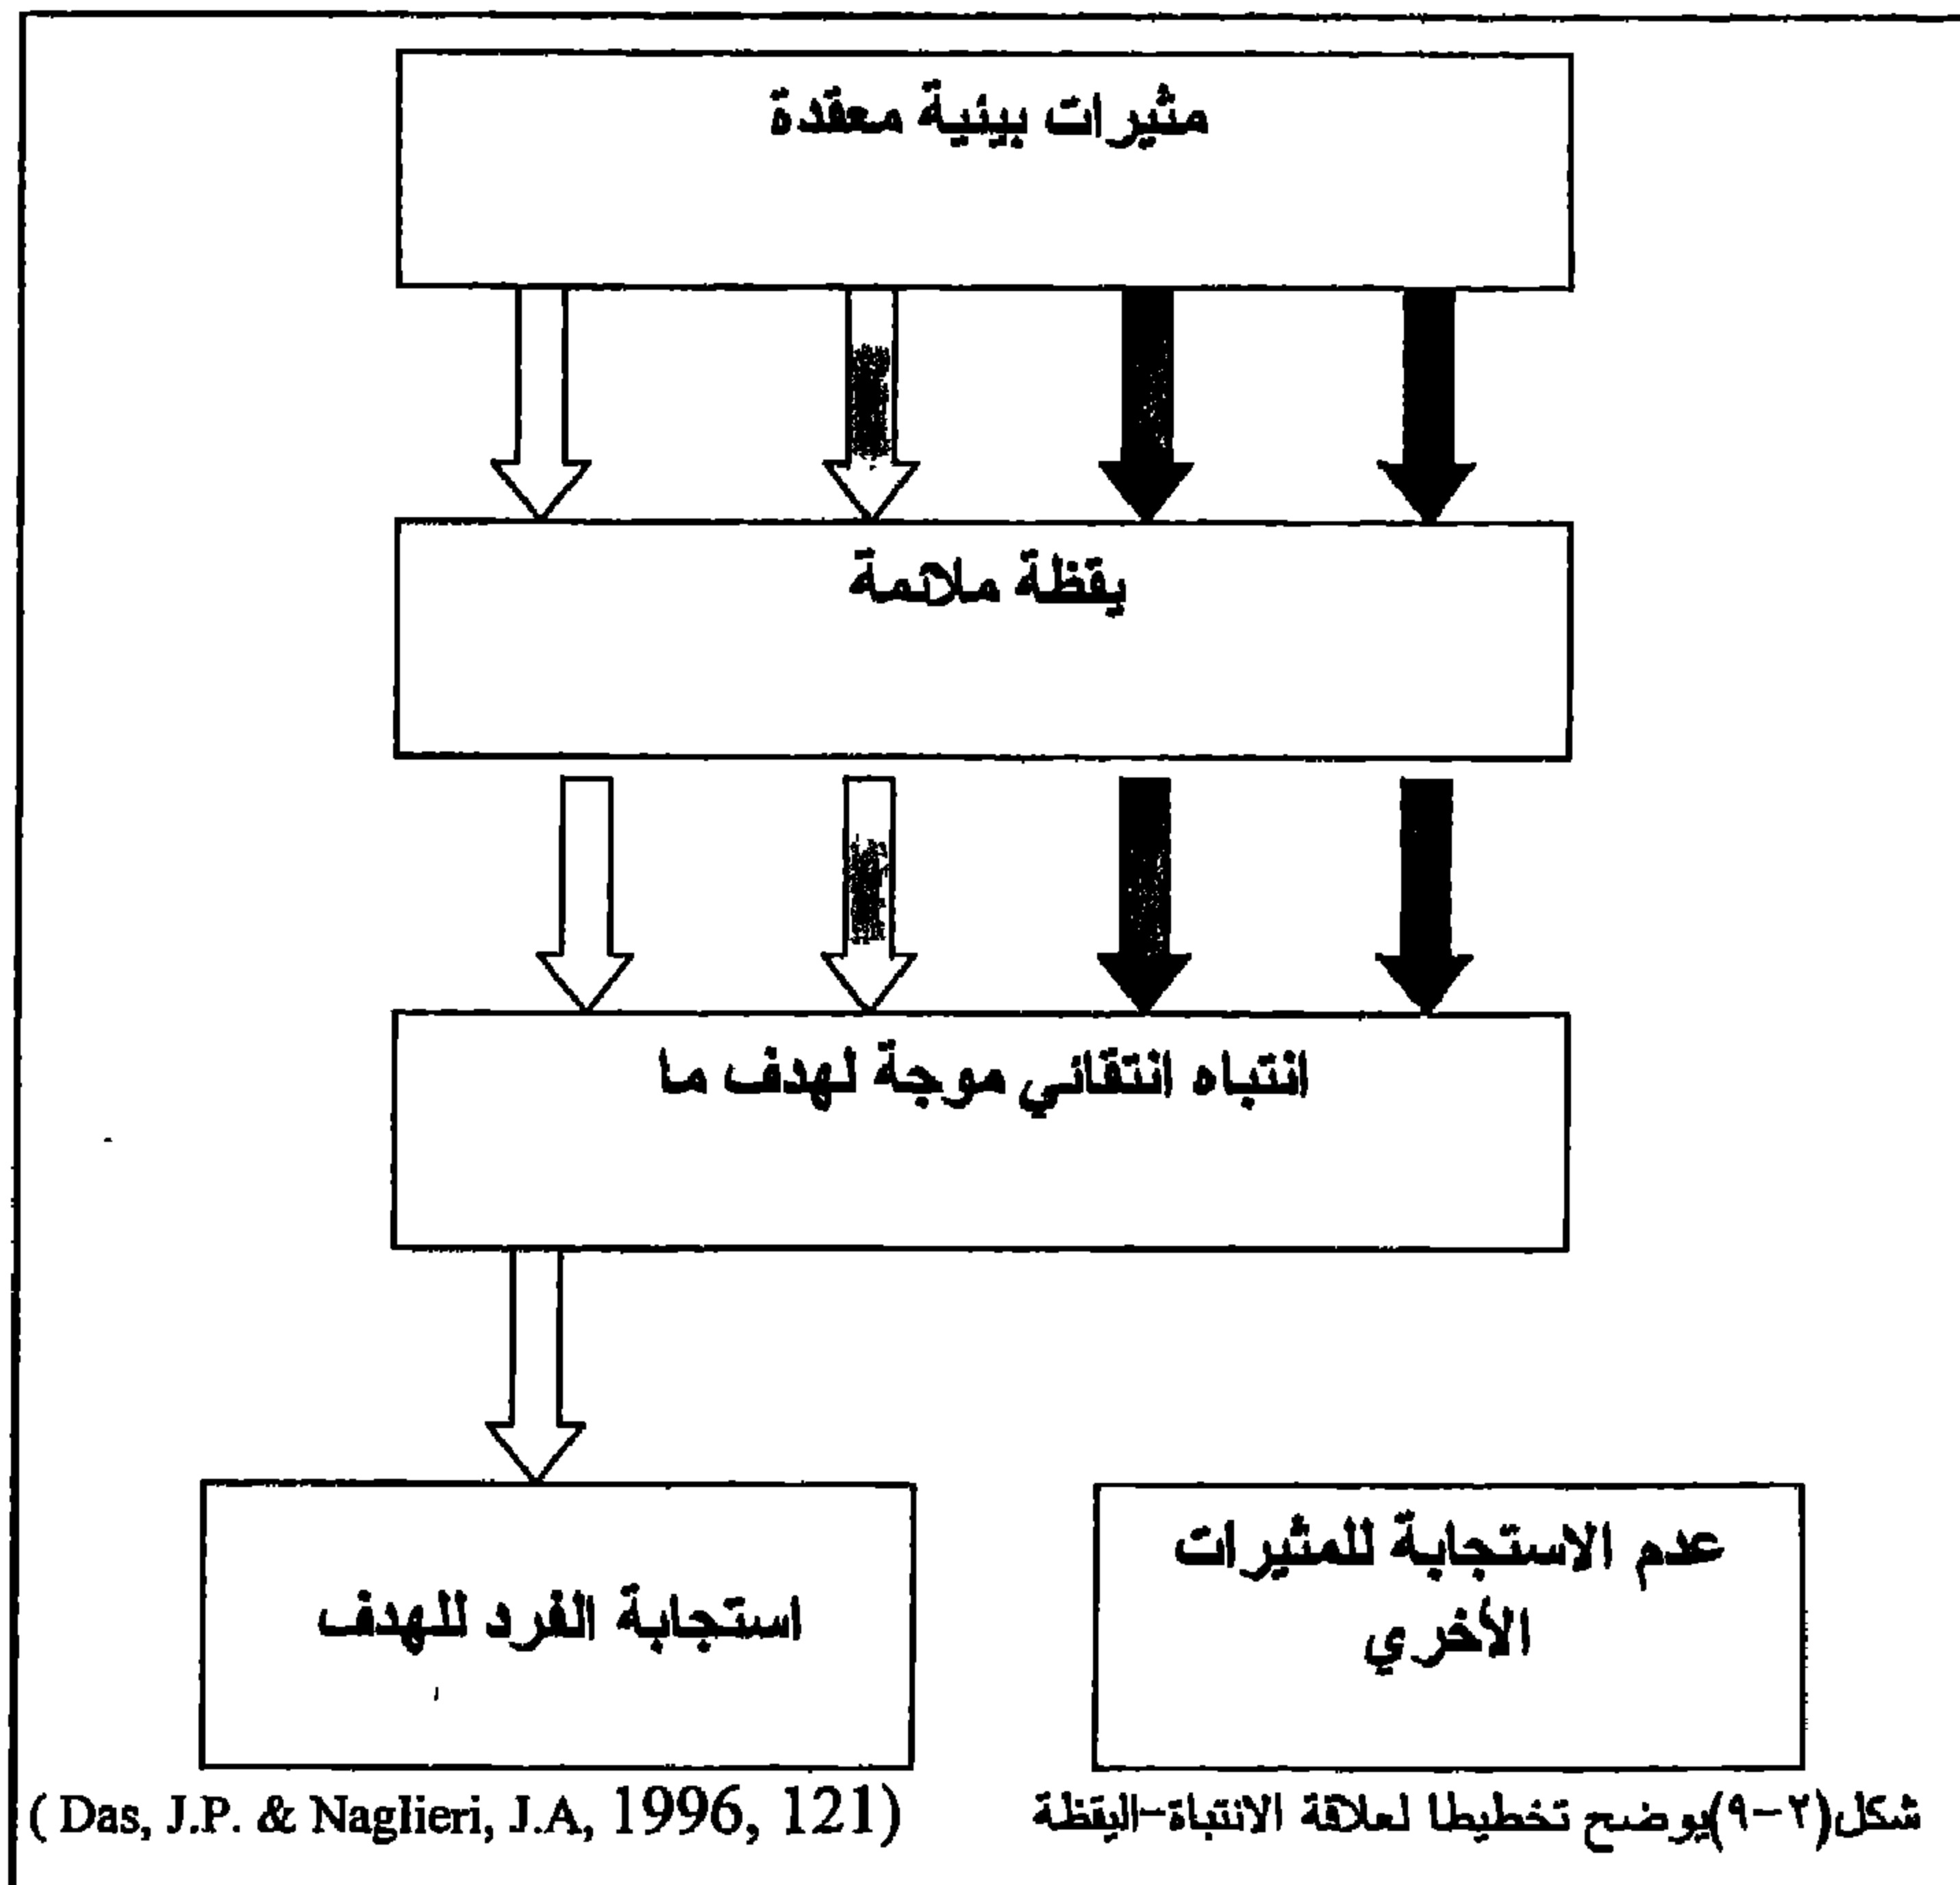 مثيرات بيئية معقدة
يقظة ملائمة
انتباه انتقائي موجة لهدف ما
عدم الاستجابة للمثيرات
الأخري
استجابة الفرد للهدف
شكل(٢-٩)يوضح تخطيطا لعلاقة الانتباة-اليقظة
( Das, J.P. & Naglieri, J.A, 1996, 121)